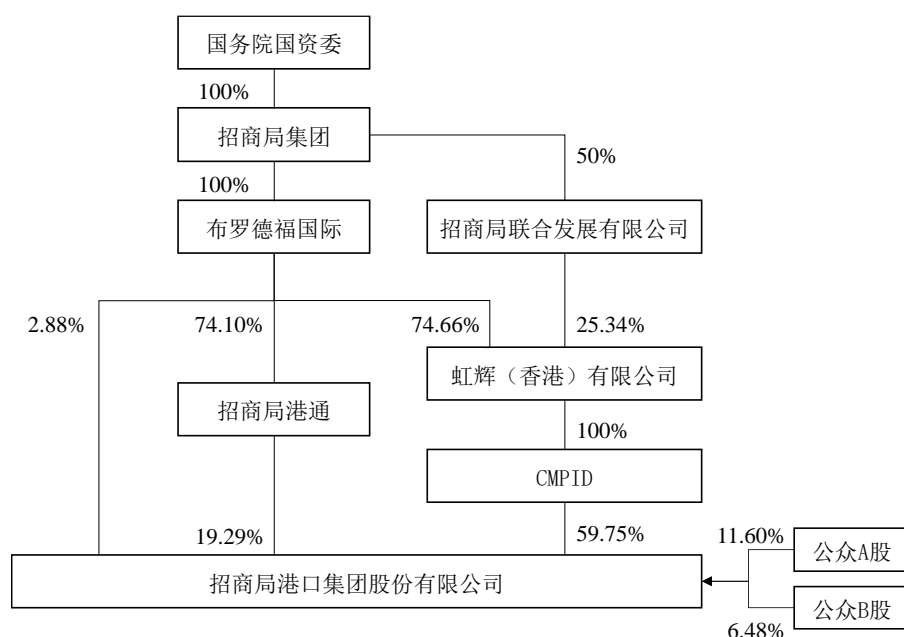 国务院国资委
100%
招商局集团
50%
100%
布罗德福国际
招商局联合发展有限公司
2.88%
74.10%
74.66%
25.34%
虹辉（香港）有限公司
招商局港通
100%
CMPID
19.29%
59.75%
11.60%
公众A股
招商局港口集团股份有限公司
公众B股
6.48%